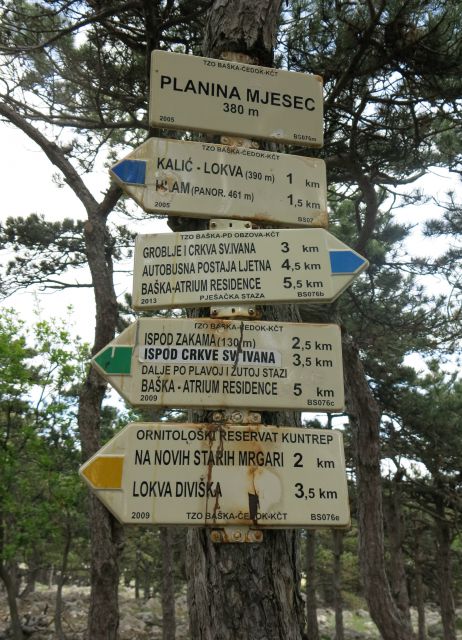 TZO BAŠKA-ČEDOK-KČT
PLANINA MJESEC
380 m
2005 BS076m
TZO BAŠKA-ČEDOK-KČT
KALIĆ - LOKVA (390 m) 1 km
(PANOR. 461 m) 1,5 km
2005 BS07
TZO BAŠKA-PD OBZOVA-KČT
GROBLJE I CRKVA SV.IVANA 3 km
AUTOBUSNA POSTAJA LJETNA 4,5 km
BAŠKA-ATRIUM RESIDENCE 5,5 km
2013 PJEŠAČKA STAZA BS076b
TZO BAŠKA-ČEDOK-KČT
ISPOD ZAKAMA (130 m) 2,5 km
ISPOD CRKVE SV.IVANA 3,5 km
DALJE PO PLAVOJ I ŽUTOJ STAZI
BAŠKA - ATRIUM RESIDENCE 5 km
2009 BS076c
ORNITOLOŠKI RESERVAT KUNTREP
NA NOVIH STARIH MRGARI 2 km
LOKVA DIVIŠKA 3,5 km
2009 TZO BAŠKA-ČEDOK-KČT BS076e